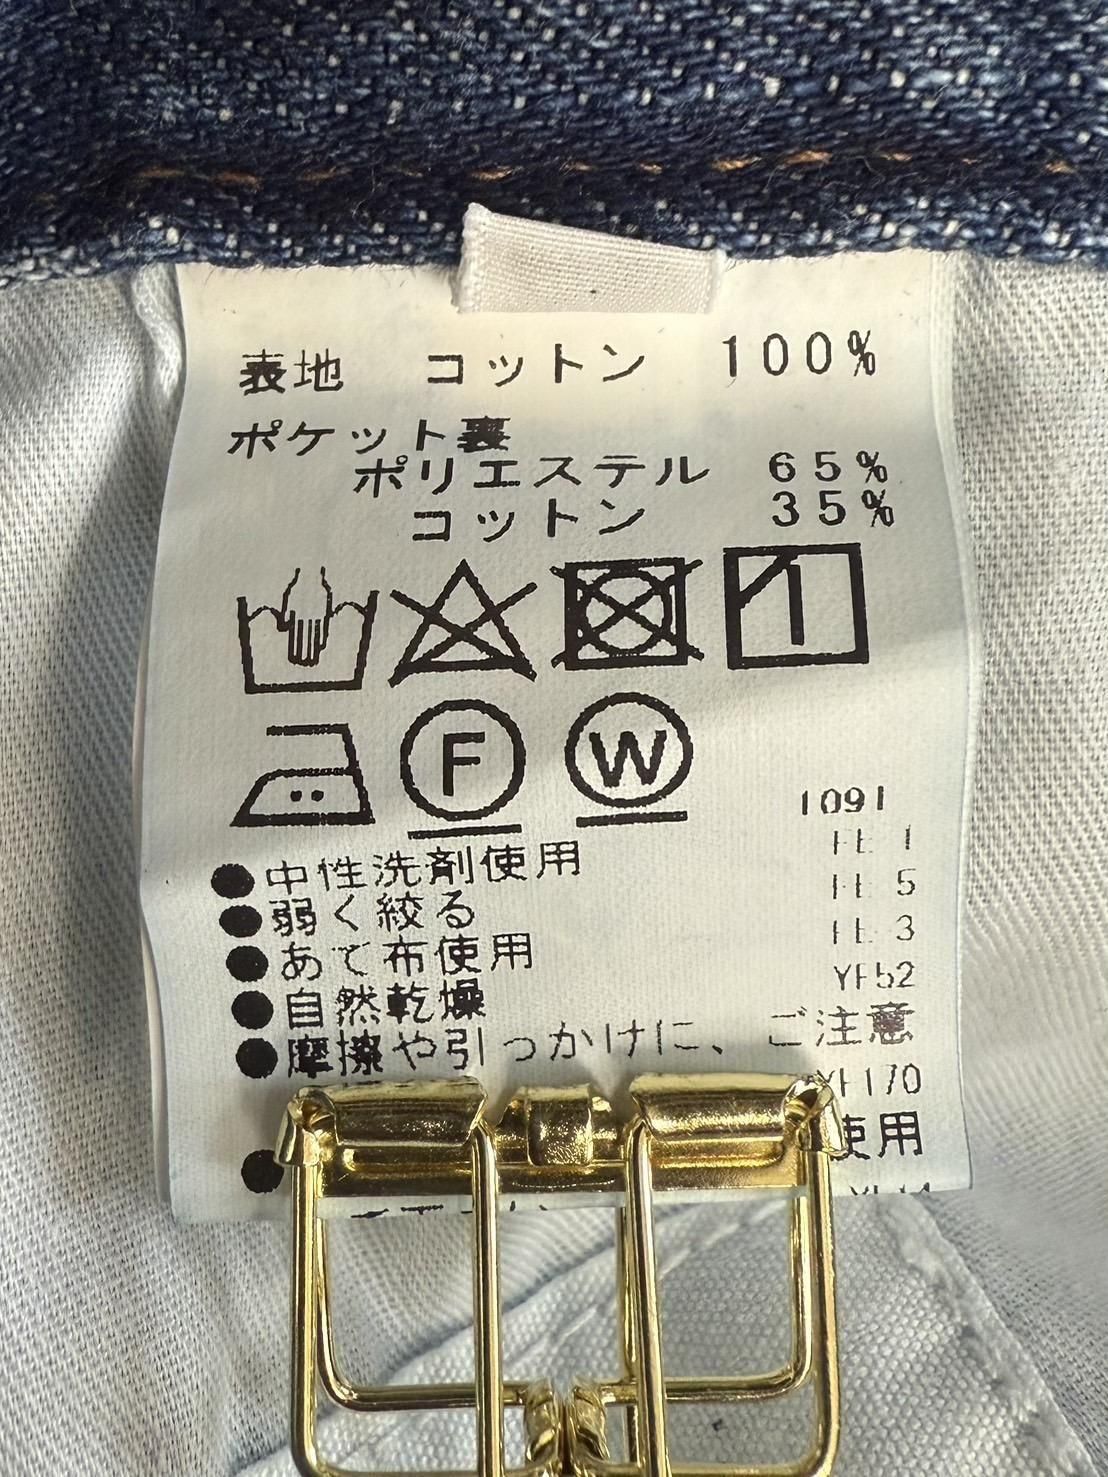 表地 コットン 100%
ポケット裏
ポリエステル 65%
コットン 35%
F W
1091
●中性洗剤使用
●弱く絞る
●あて布使用
●自然乾燥
YF52
●摩擦や引っかけに、ご注意
YF170
使用